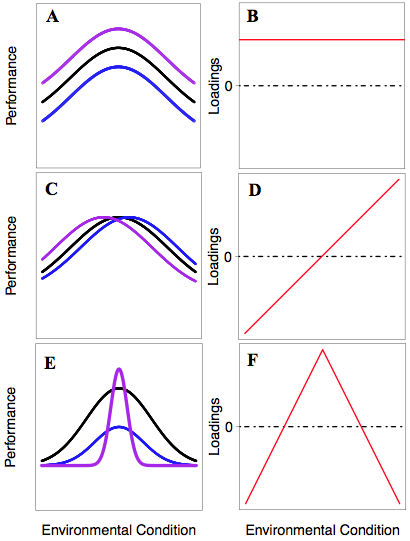 A
Performance
B
Loadings
0
C
Performance
D
Loadings
0
E
Performance
Environmental Condition
F
Loadings
0
Environmental Condition